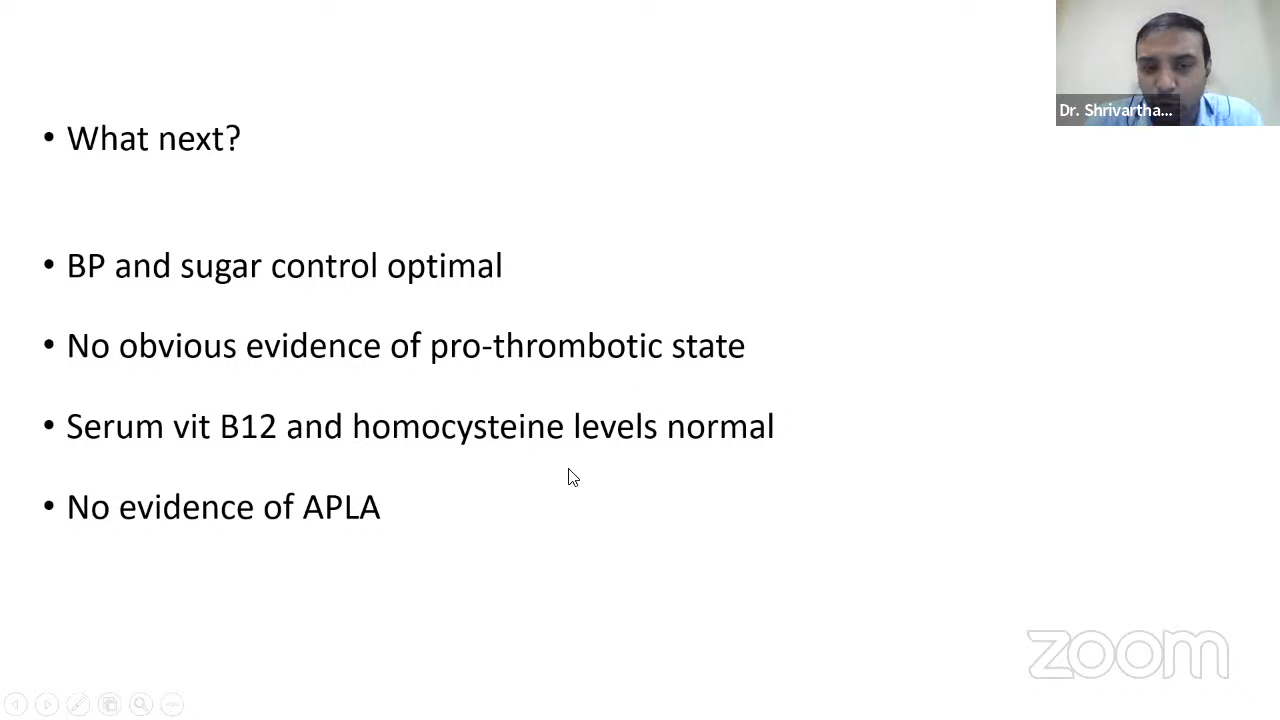 Dr. Shrivartha...
• What next?
• BP and sugar control optimal
• No obvious evidence of pro-thrombotic state
• Serum vit B12 and homocysteine levels normal
• No evidence of APLA
zoom